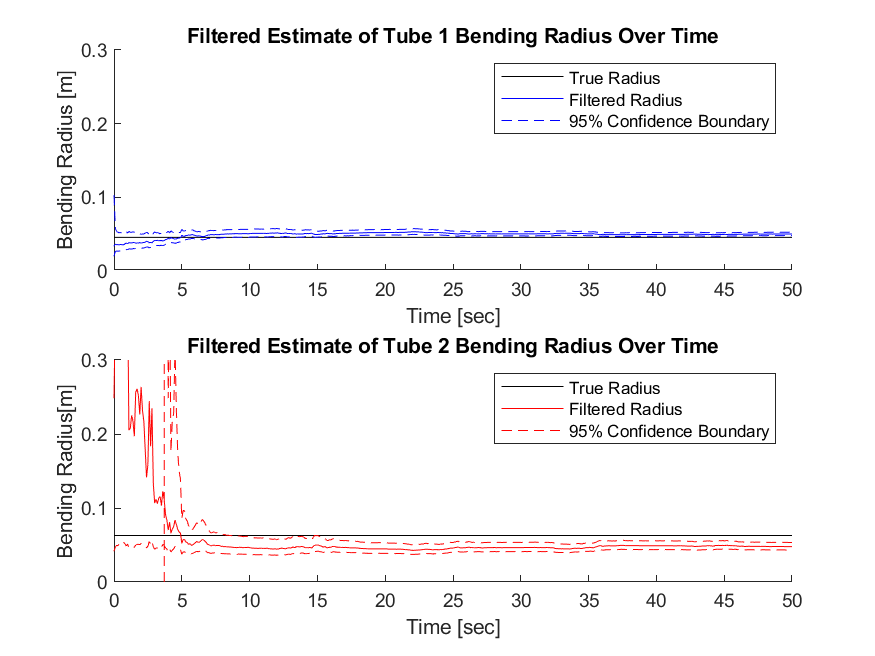 Filtered Estimate of Tube 1 Bending Radius Over Time
0.3
0.2
0.1
0
Bending Radius [m]
True Radius
Filtered Radius
95% Confidence Boundary
0 5 10 15 20 25 30 35 40 45 50
Time [sec]
Filtered Estimate of Tube 2 Bending Radius Over Time
0.3
0.2
0.1
0
Bending Radius[m]
True Radius
Filtered Radius
95% Confidence Boundary
0 5 10 15 20 25 30 35 40 45 50
Time [sec]